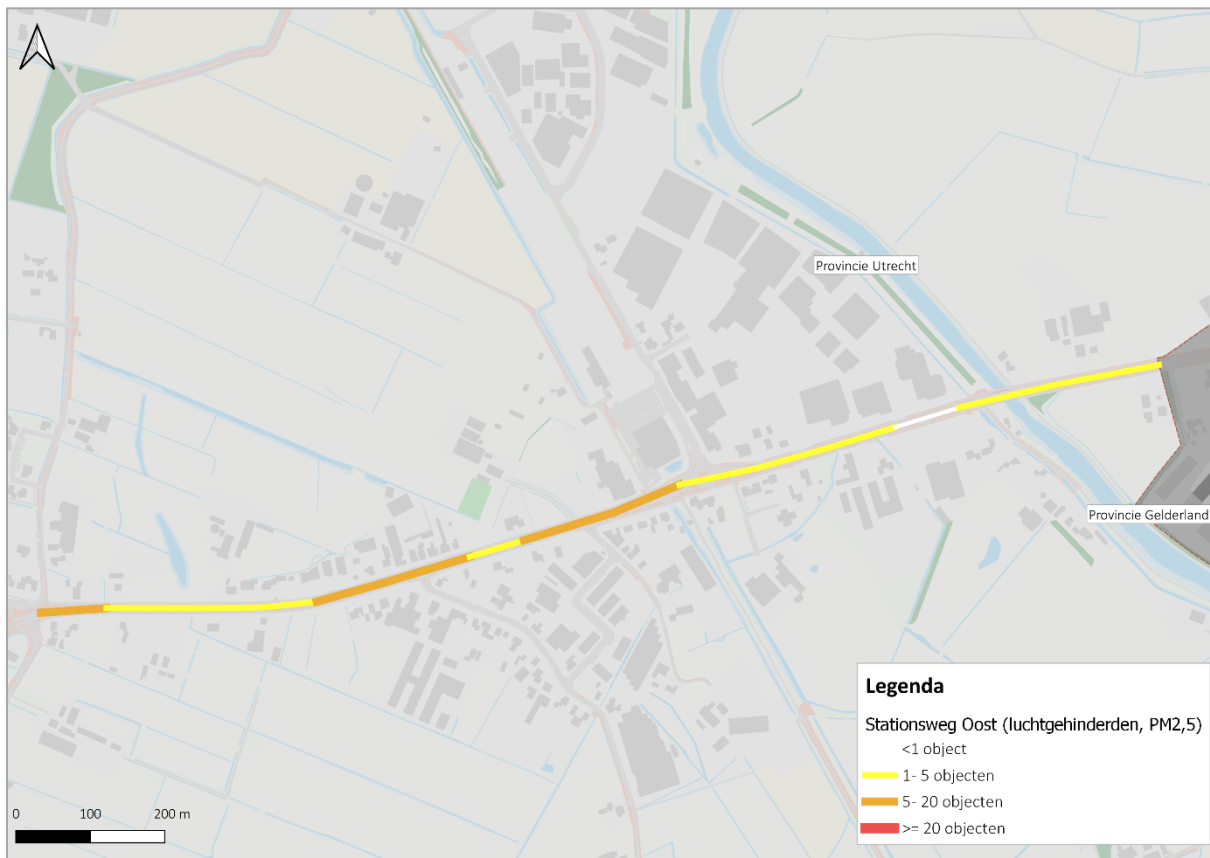 Provincie Utrecht
Provincie Gelderland
Legenda
Stationsweg Oost (luchtgehinderden, PM2,5)
<1 object
1- 5 objecten
5- 20 objecten
>= 20 objecten
0 100 200 m